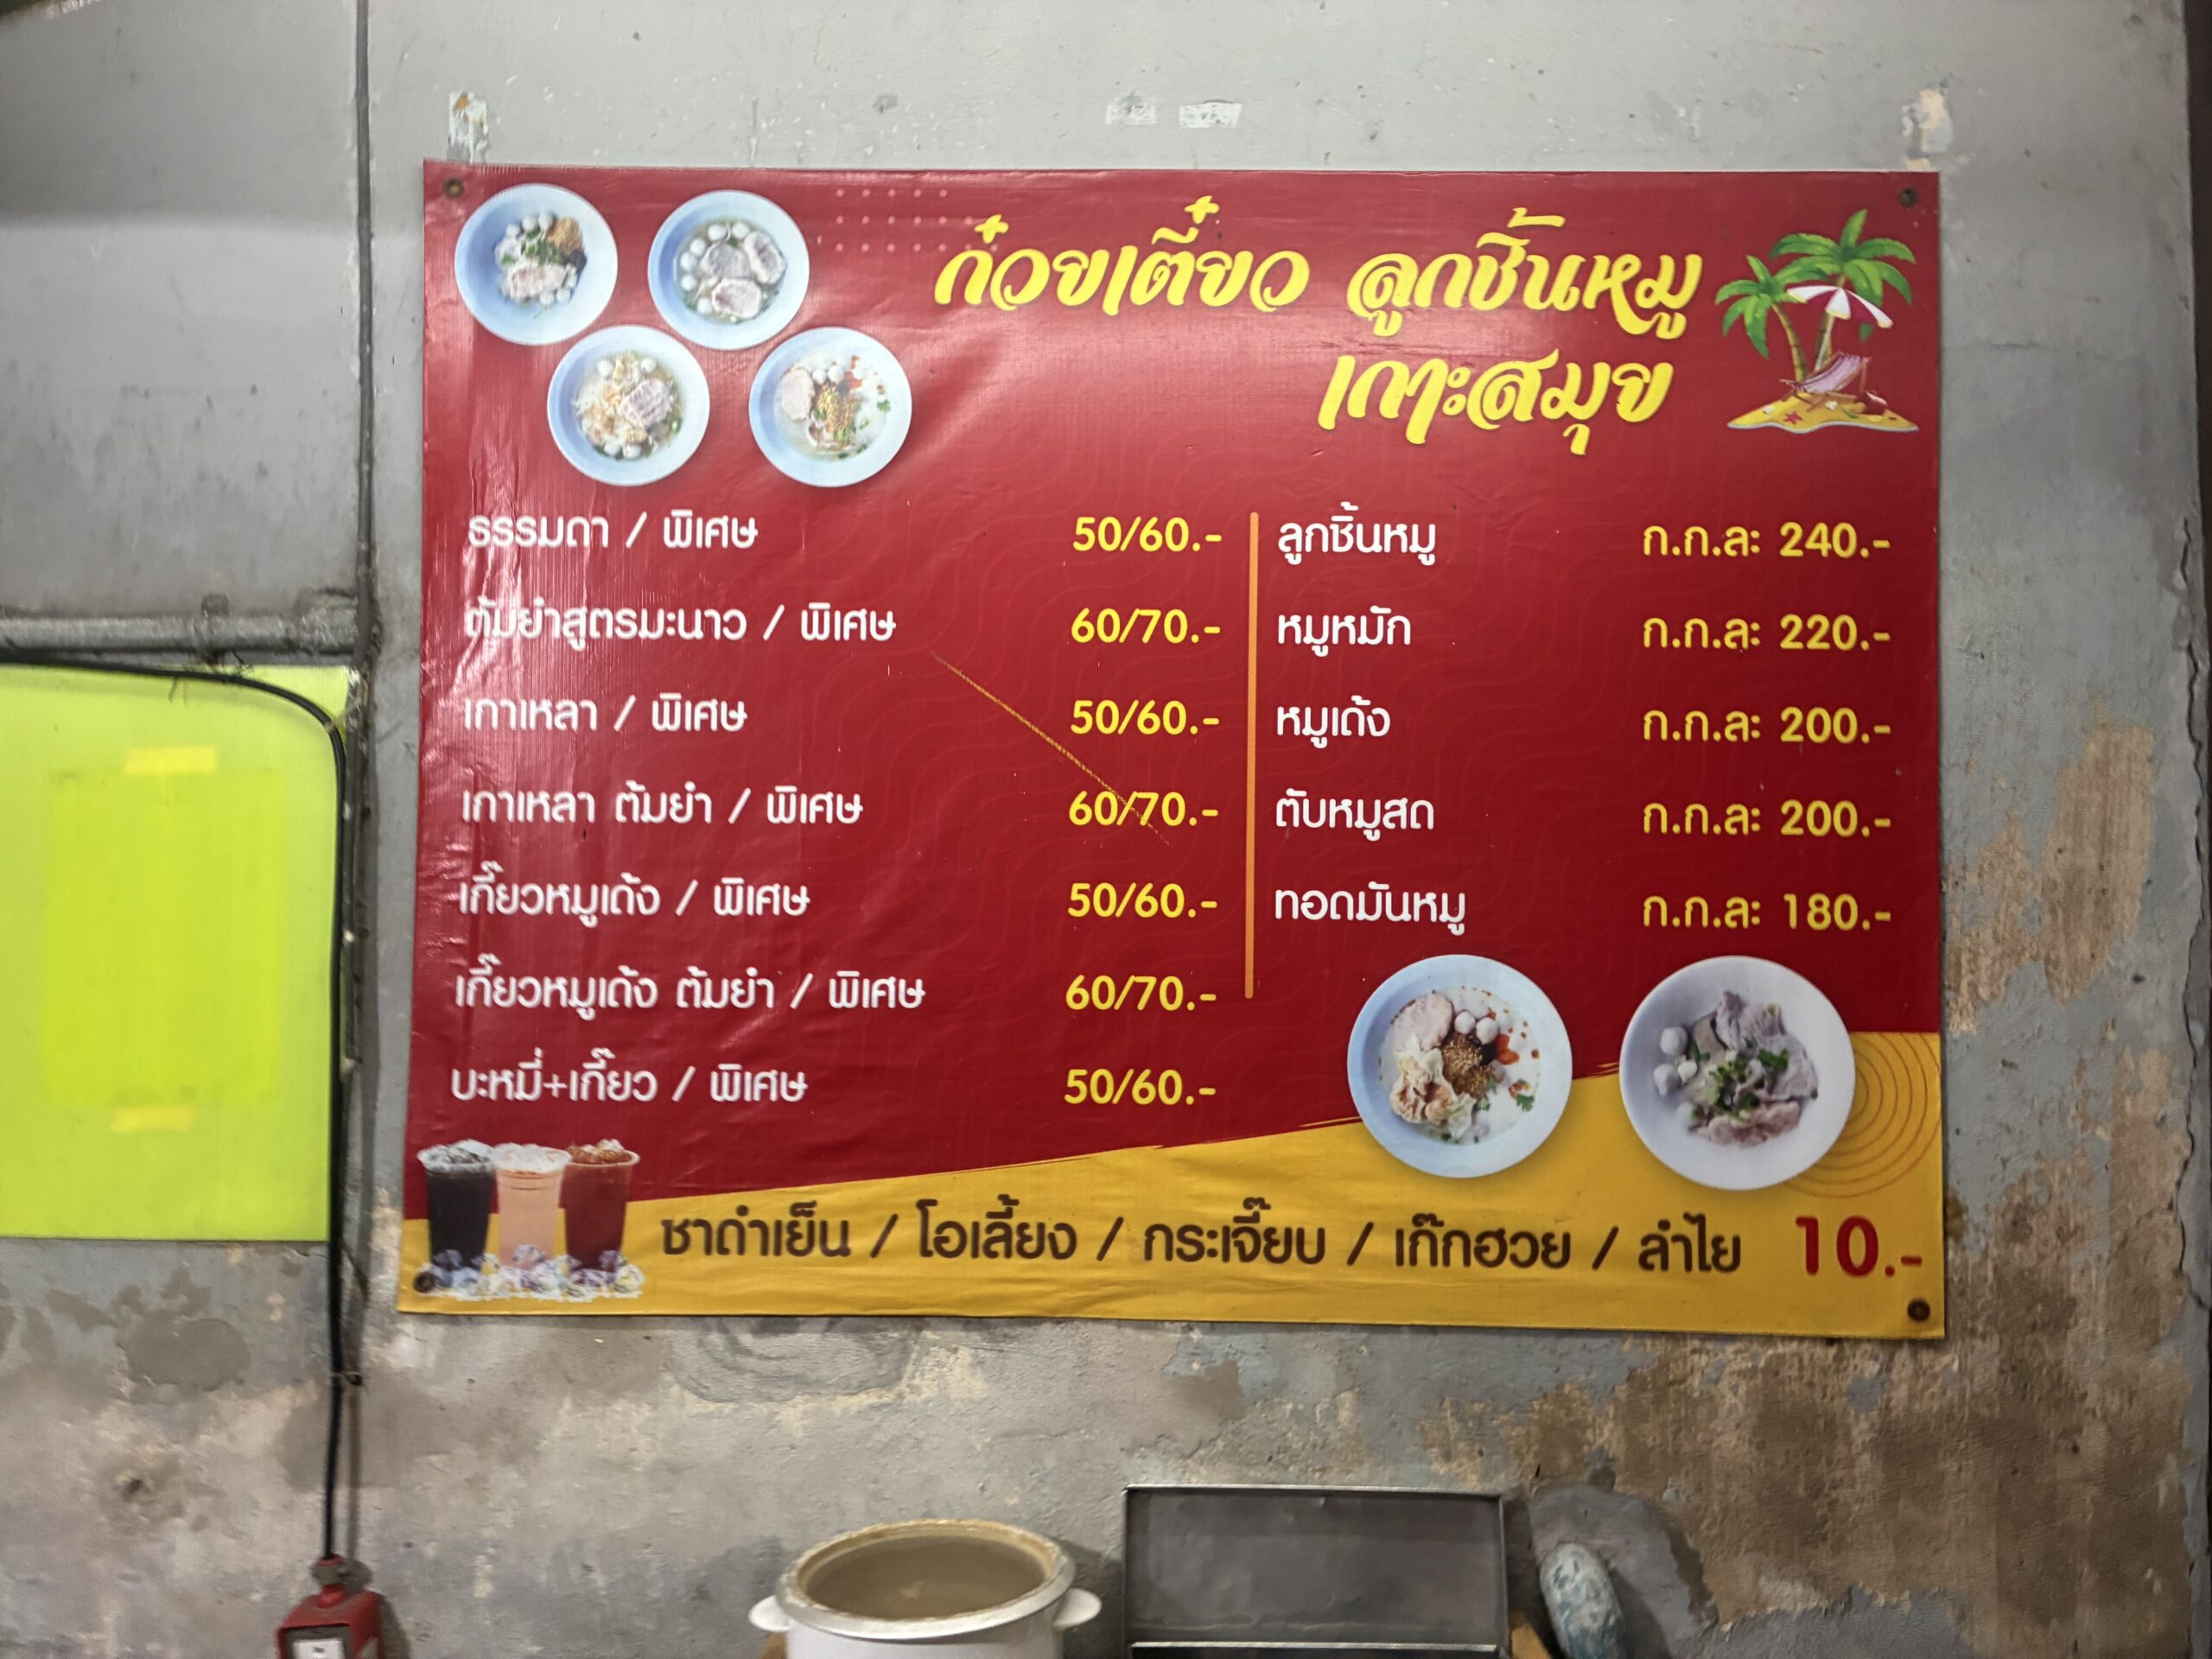 ก๋วยเตี๋ยว ลูกชิ้นหมู
เกาะสมุย
ธรรมดา / พิเศษ 50/60.-
ต้มยำสูตรมะนาว / พิเศษ 60/70.-
เกาเหลา / พิเศษ 50/60.-
เกาเหลา ต้มยำ / พิเศษ 60/70.-
เกี๊ยวหมูเด้ง / พิเศษ 50/60.-
เกี๊ยวหมูเด้ง ต้มยำ / พิเศษ 60/70.-
บะหมี่+เกี๊ยว / พิเศษ 50/60.-
ลูกชิ้นหมู ก.ก.ละ 240.-
หมูหมัก ก.ก.ละ 220.-
หมูเด้ง ก.ก.ละ 200.-
ตับหมูสด ก.ก.ละ 200.-
ทอดมันหมู ก.ก.ละ 180.-
ชาดำเย็น / โอเลี้ยง / กระเจี๊ยบ / เก๊กฮวย / ลำไย 10.-